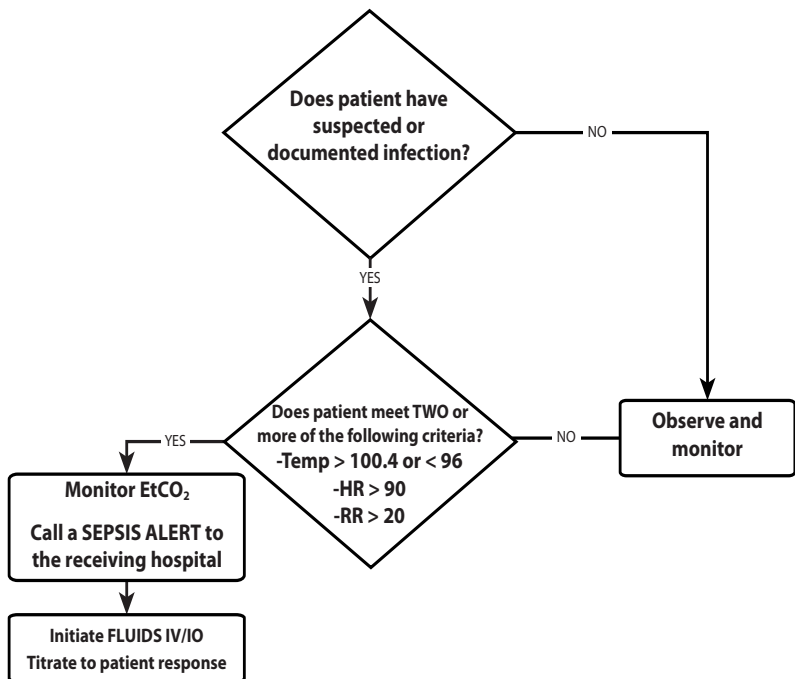 Does patient have
suspected or
documented infection?
NO
YES
Does patient meet TWO or
more of the following criteria?
-Temp > 100.4 or < 96
-HR > 90
-RR > 20
NO
Observe and
monitor
YES
Monitor EtCO₂
Call a SEPSIS ALERT to
the receiving hospital
Initiate FLUIDS IV/IO
Titrate to patient response